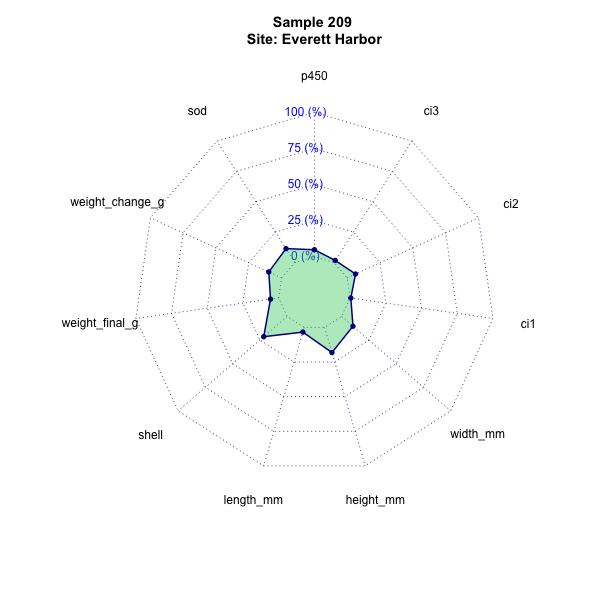 Sample 209
Site: Everett Harbor
p450
sod
ci3
100 (%)
75 (%)
50 (%)
25 (%)
0 (%)
weight_change_g
ci2
weight_final_g
ci1
shell
width_mm
length_mm
height_mm